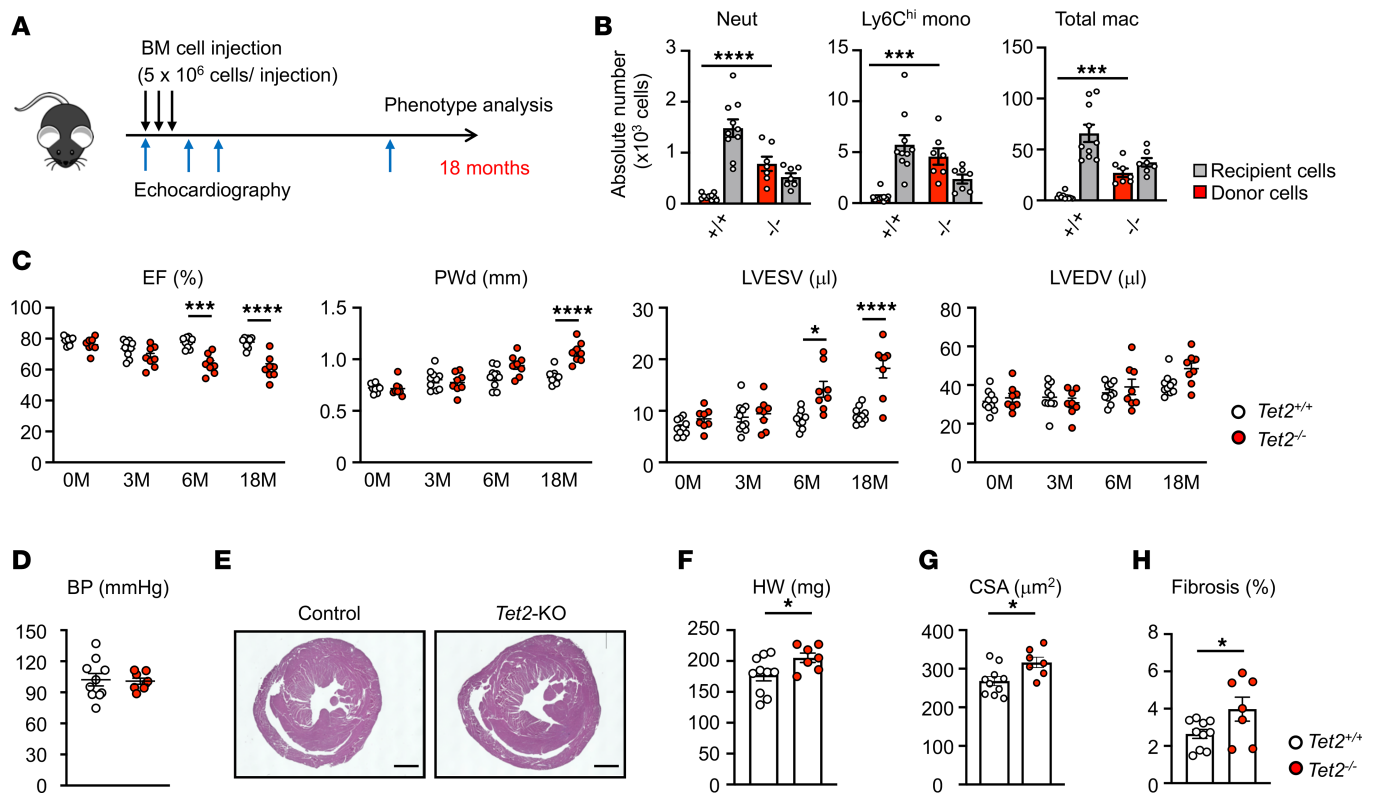 A
BM cell injection
(5 x 10⁶ cells/ injection)
Phenotype analysis
18 months
Echocardiography
B
Neut
Ly6Cʰⁱ mono
Total mac
Absolute number
(x10³ cells)
3
2
1
0
****
+/+
-/-
15
10
5
0
***
+/+
-/-
150
100
50
0
***
+/+
-/-
Recipient cells
Donor cells
C
EF (%)
100
80
60
40
20
0
***
****
0M 3M 6M 18M
PWd (mm)
1.5
1.0
0.5
0
****
0M 3M 6M 18M
LVESV (μl)
30
20
10
0
*
****
0M 3M 6M 18M
LVEDV (μl)
80
60
40
20
0
0M 3M 6M 18M
Tet2⁺/⁺
Tet2⁻/⁻
D
BP (mmHg)
150
120
90
60
30
0
E
Control
Tet2-KO
F
HW (mg)
*
250
200
150
100
50
0
G
CSA (μm²)
*
400
300
200
100
0
H
Fibrosis (%)
*
8
6
4
2
0
Tet2⁺/⁺
Tet2⁻/⁻